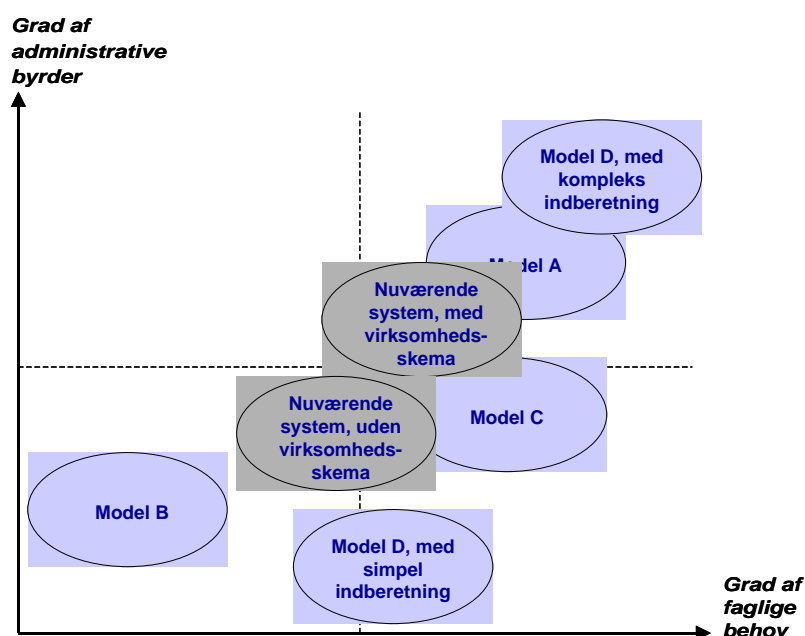 Grad af
administrative
byrder
Model D, med
kompleks
indberetning
Model A
Nuværende
system, med
virksomheds-
skema
Nuværende
system, uden
virksomheds-
skema
Model C
Model B
Model D, med
simpel
indberetning
Grad af
faglige
behov